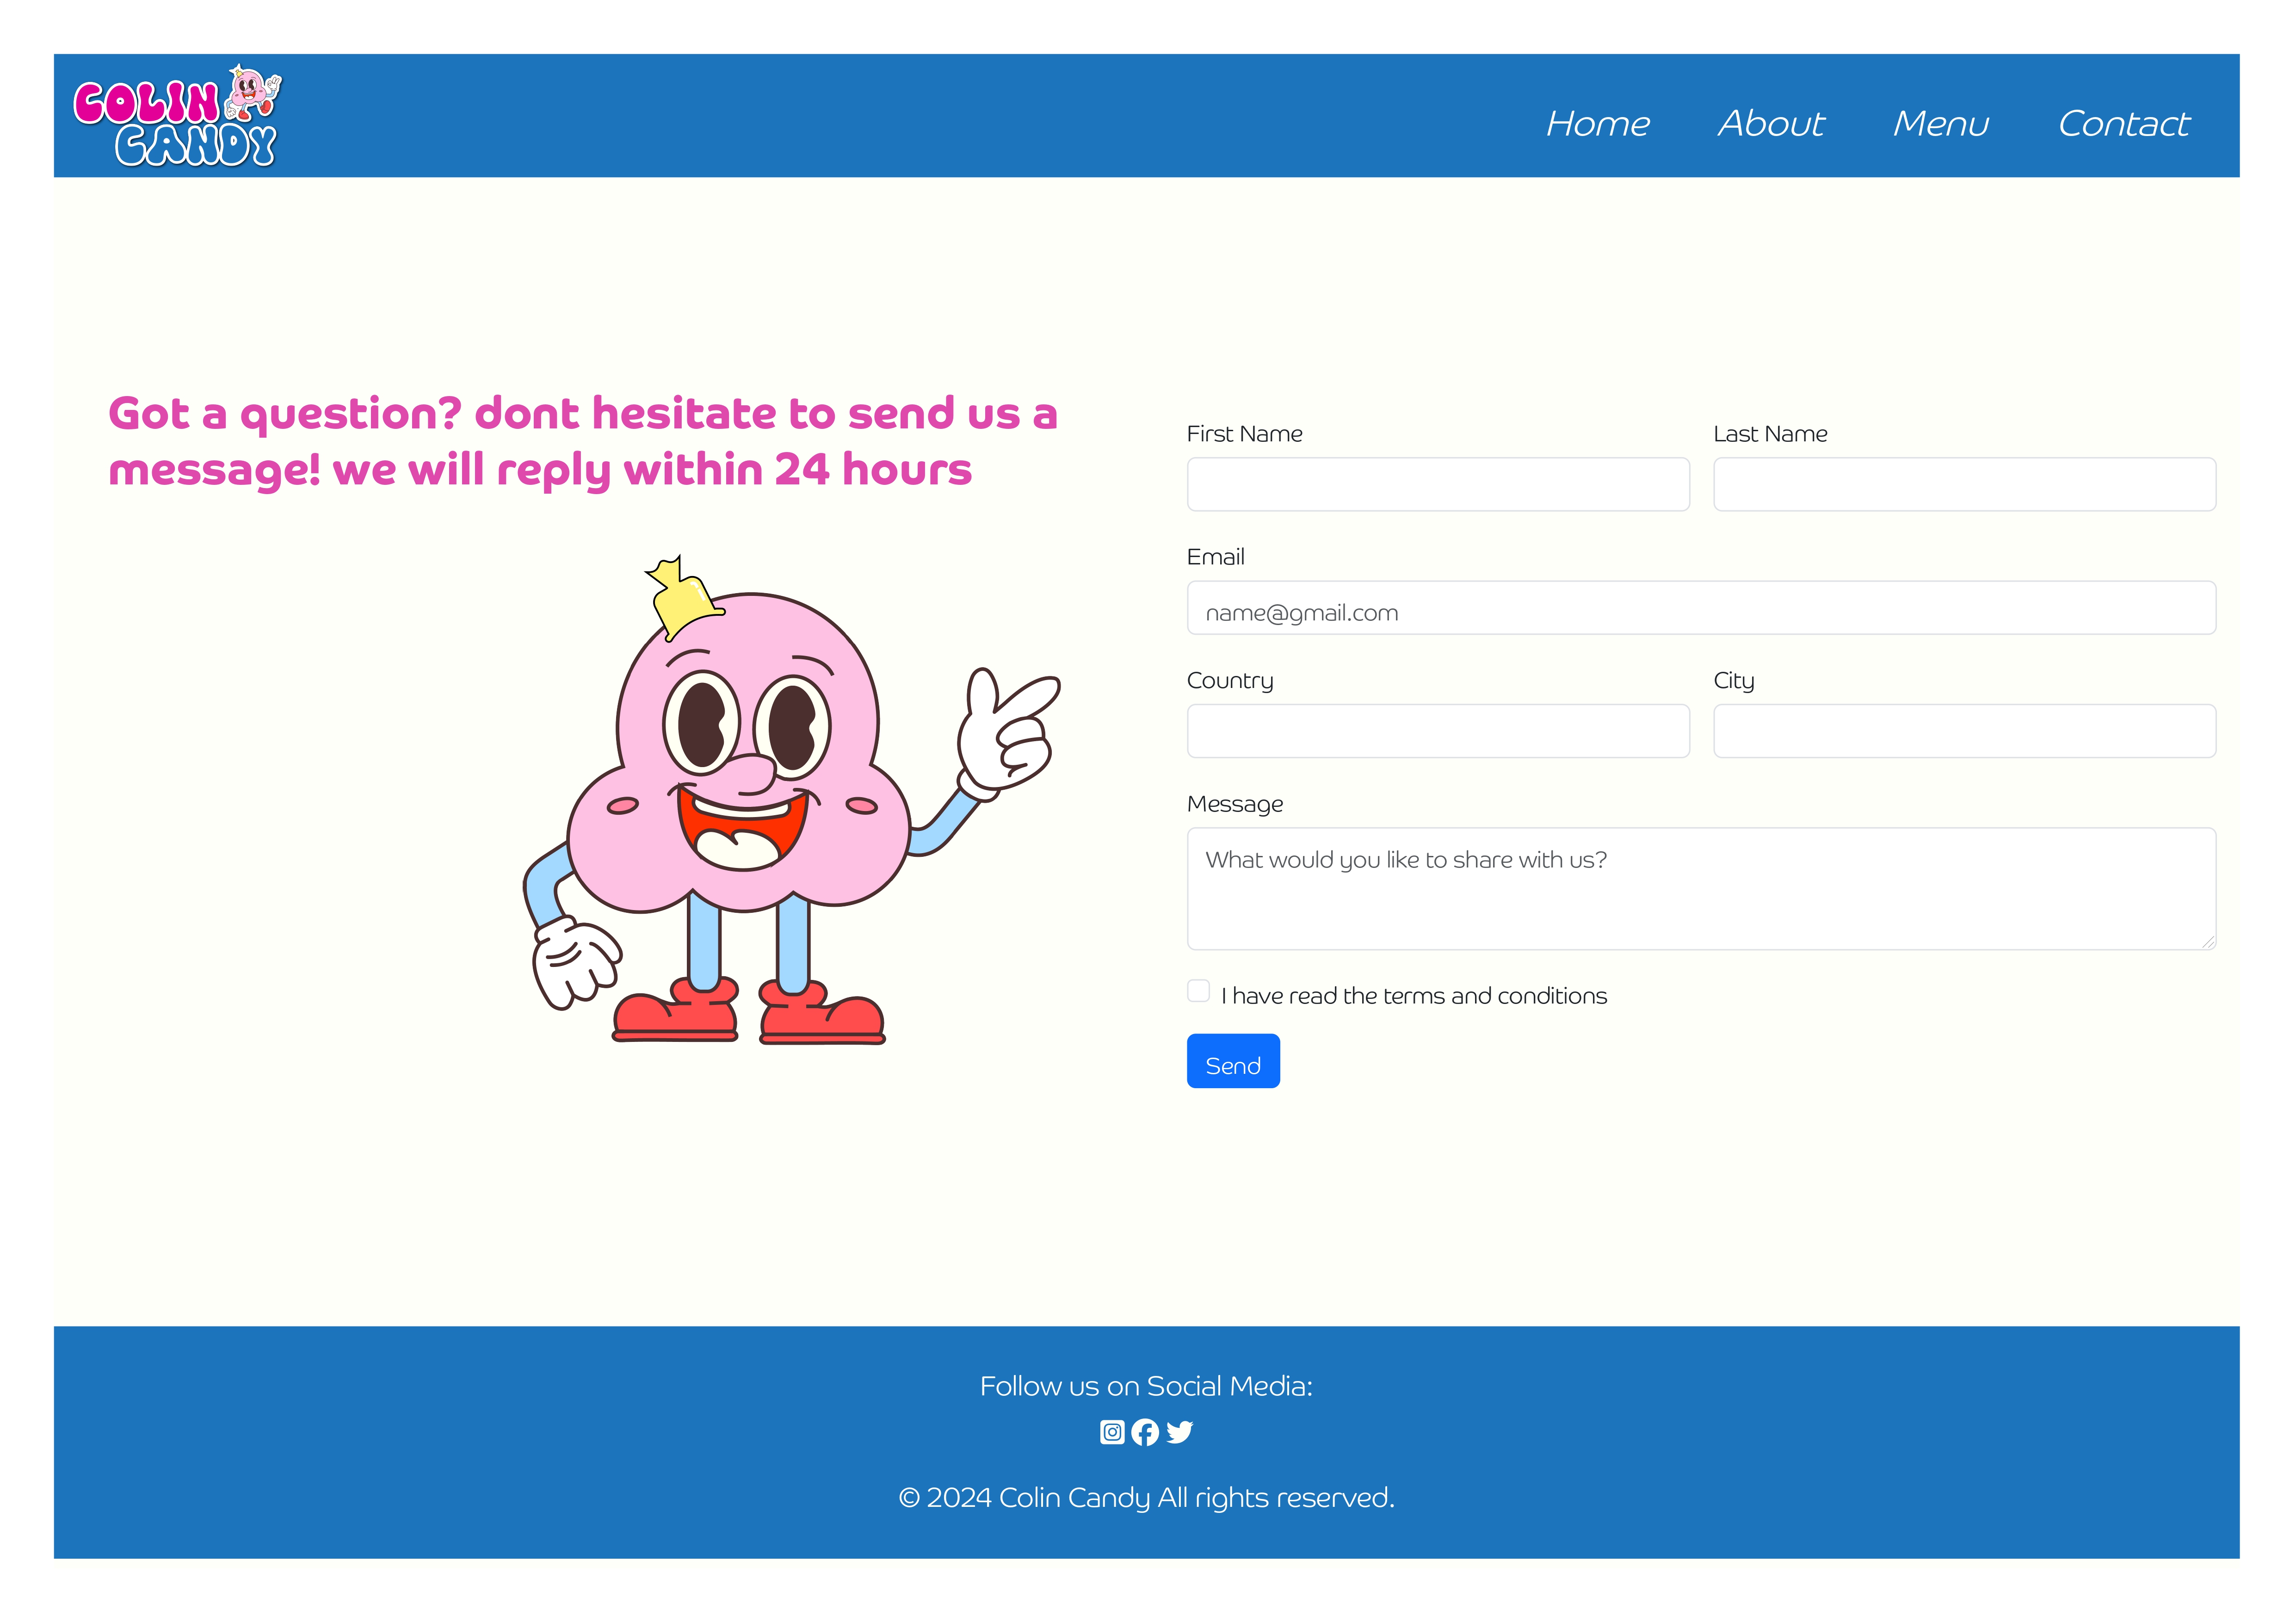 COLIN
CANDY
Home About Menu Contact
Got a question? dont hesitate to send us a
message! we will reply within 24 hours
First Name Last Name
Email
name@gmail.com
Country City
Message
What would you like to share with us?
I have read the terms and conditions
Send
Follow us on Social Media:
© 2024 Colin Candy All rights reserved.